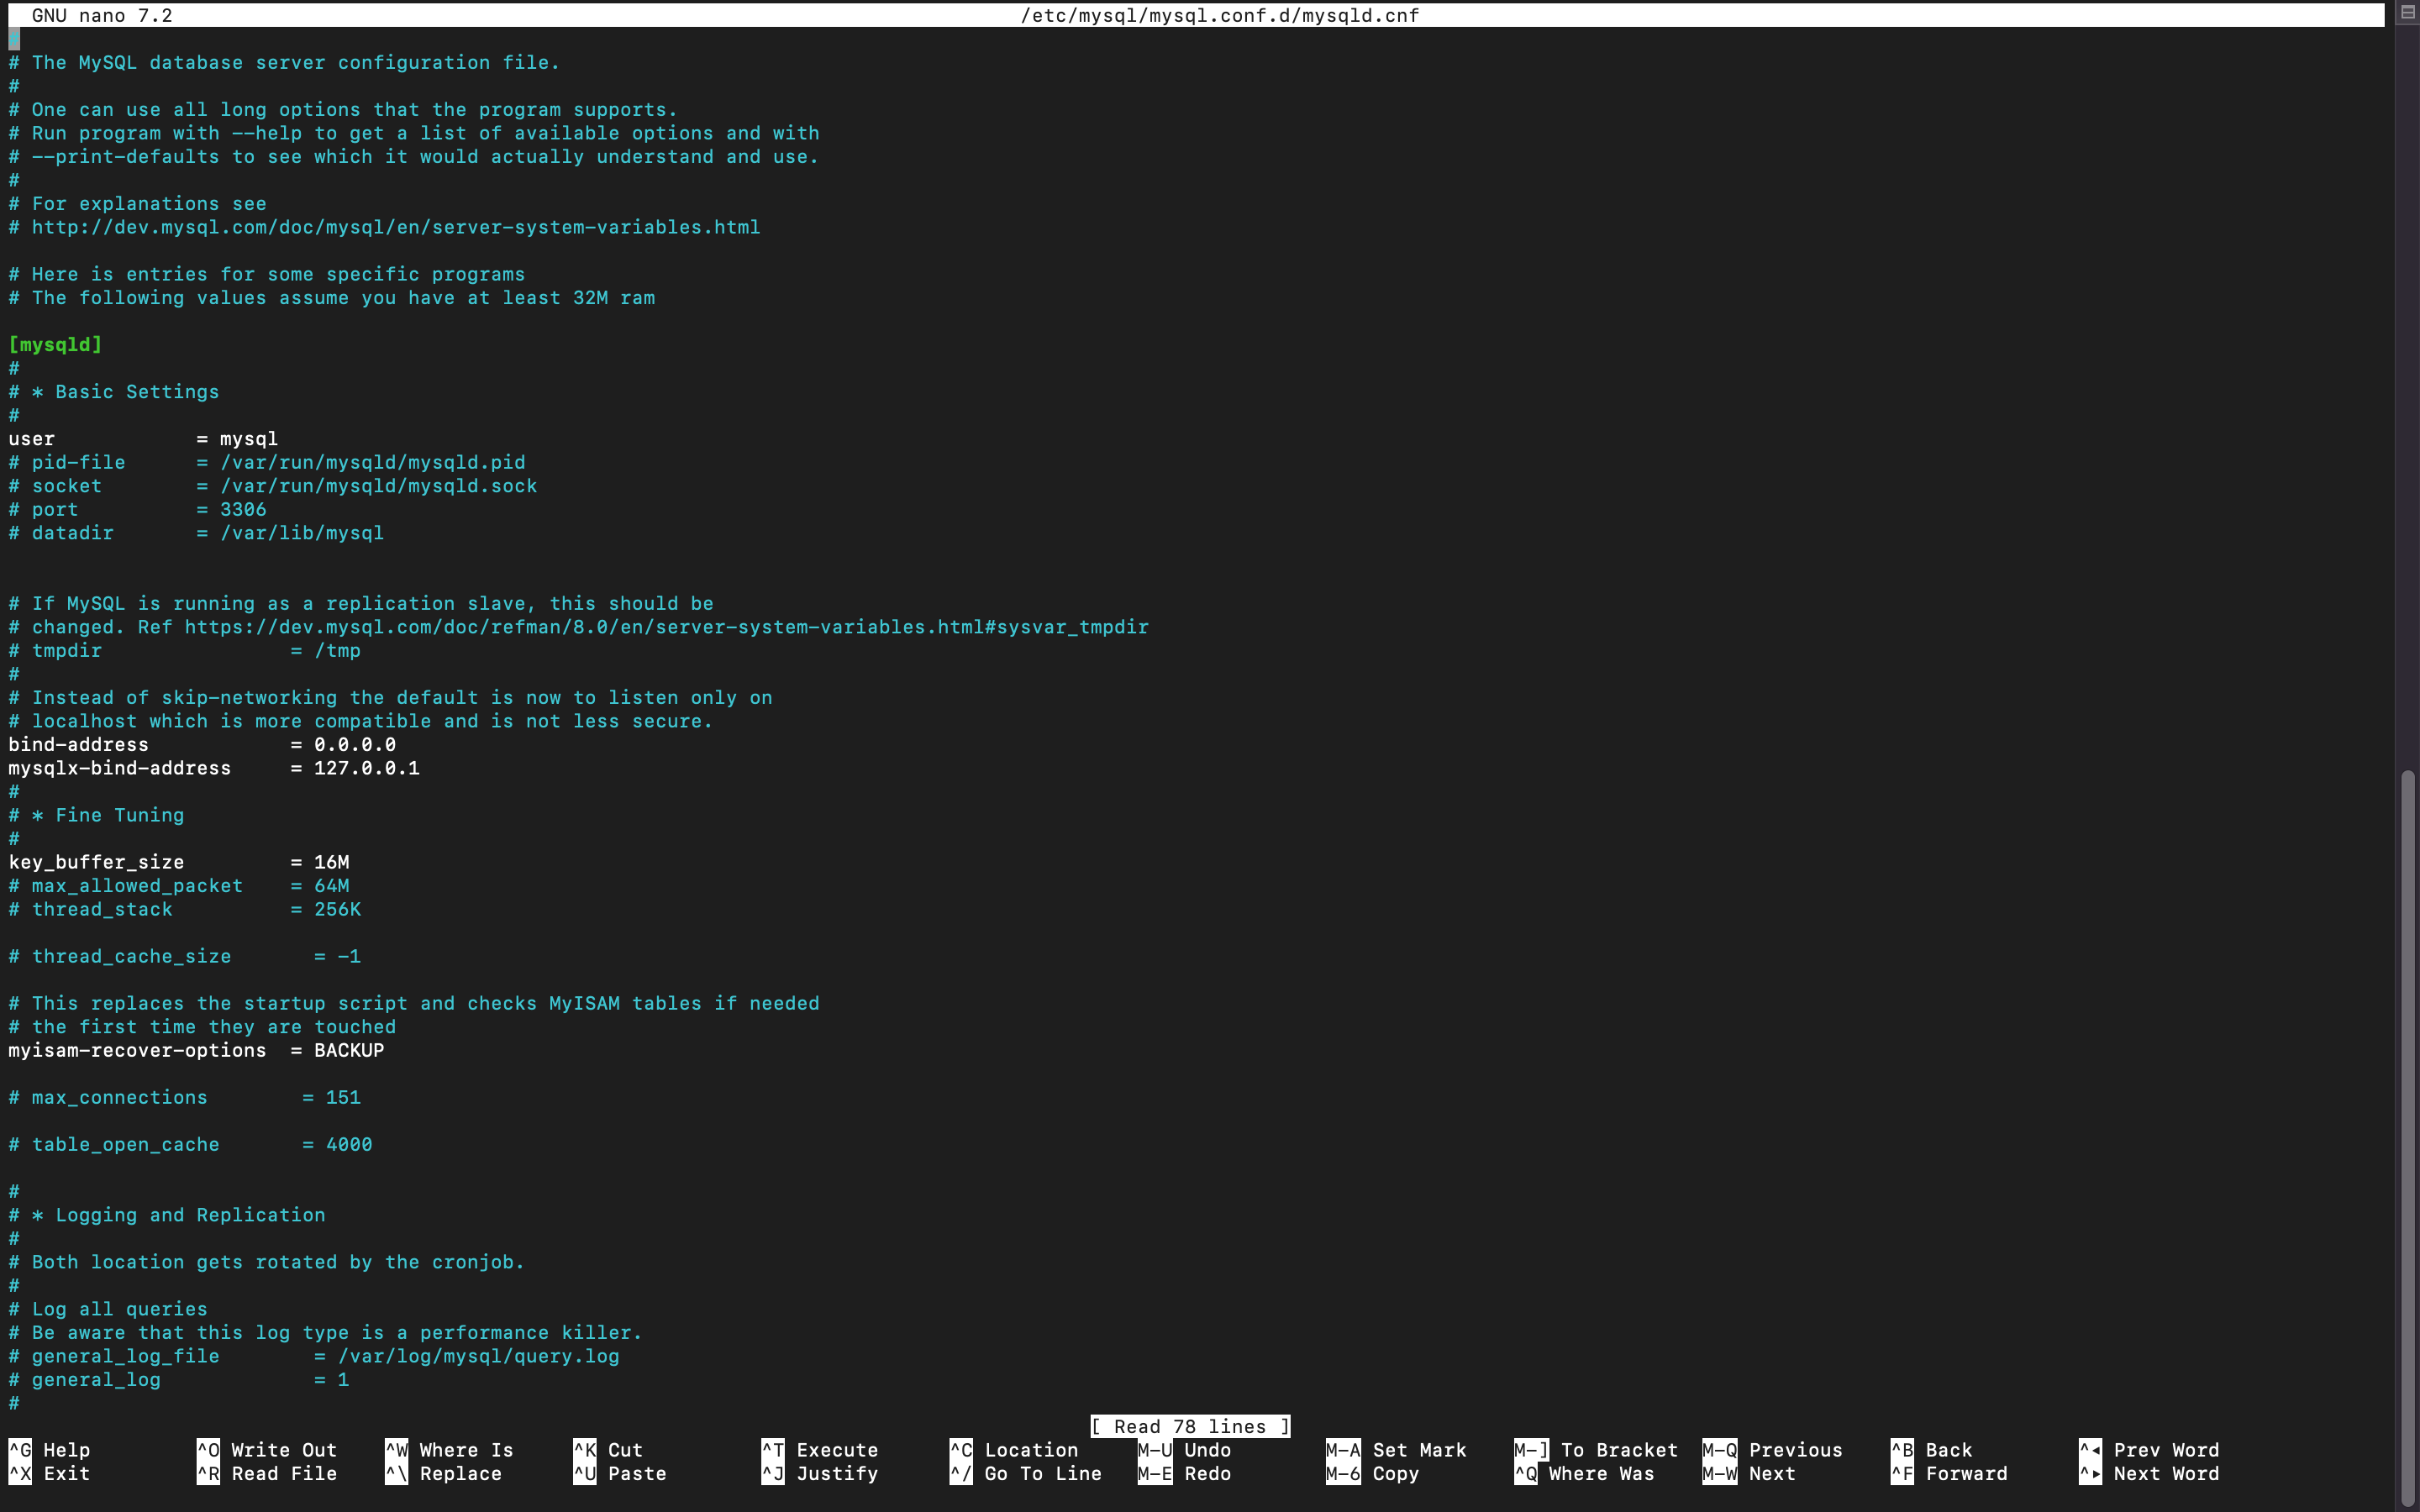 GNU nano 7.2 /etc/mysql/mysql.conf.d/mysqld.cnf
#
# The MySQL database server configuration file.
#
# One can use all long options that the program supports.
# Run program with --help to get a list of available options and with
# --print-defaults to see which it would actually understand and use.
#
# For explanations see
# http://dev.mysql.com/doc/mysql/en/server-system-variables.html

# Here is entries for some specific programs
# The following values assume you have at least 32M ram

[mysqld]
#
# * Basic Settings
#
user            = mysql
# pid-file      = /var/run/mysqld/mysqld.pid
# socket        = /var/run/mysqld/mysqld.sock
# port          = 3306
# datadir       = /var/lib/mysql


# If MySQL is running as a replication slave, this should be
# changed. Ref https://dev.mysql.com/doc/refman/8.0/en/server-system-variables.html#sysvar_tmpdir
# tmpdir                = /tmp
#
# Instead of skip-networking the default is now to listen only on
# localhost which is more compatible and is not less secure.
bind-address            = 0.0.0.0
mysqlx-bind-address     = 127.0.0.1
#
# * Fine Tuning
#
key_buffer_size         = 16M
# max_allowed_packet    = 64M
# thread_stack          = 256K

# thread_cache_size       = -1

# This replaces the startup script and checks MyISAM tables if needed
# the first time they are touched
myisam-recover-options  = BACKUP

# max_connections        = 151

# table_open_cache       = 4000

#
# * Logging and Replication
#
# Both location gets rotated by the cronjob.
#
# Log all queries
# Be aware that this log type is a performance killer.
# general_log_file        = /var/log/mysql/query.log
# general_log             = 1
#
[ Read 78 lines ]
^G Help ^O Write Out ^W Where Is ^K Cut ^T Execute ^C Location M-U Undo M-A Set Mark M-] To Bracket M-Q Previous ^B Back ^◂ Prev Word
^X Exit ^R Read File ^\ Replace ^U Paste ^J Justify ^/ Go To Line M-E Redo M-6 Copy ^Q Where Was M-W Next ^F Forward ^▸ Next Word